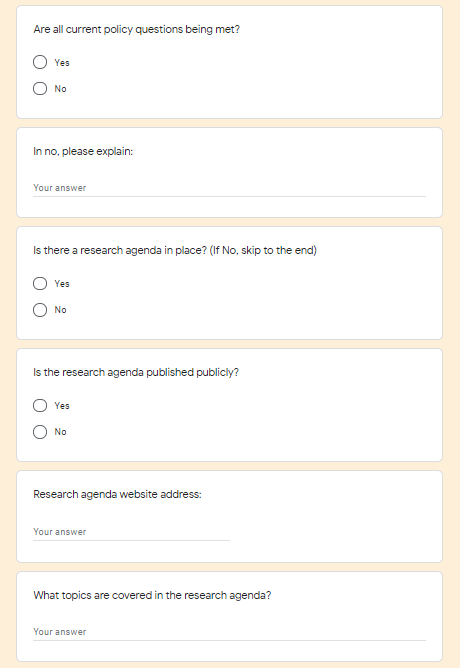 Are all current policy questions being met?
Yes
No
In no, please explain:
Your answer
Is there a research agenda in place? (If No, skip to the end)
Yes
No
Is the research agenda published publicly?
Yes
No
Research agenda website address:
Your answer
What topics are covered in the research agenda?
Your answer